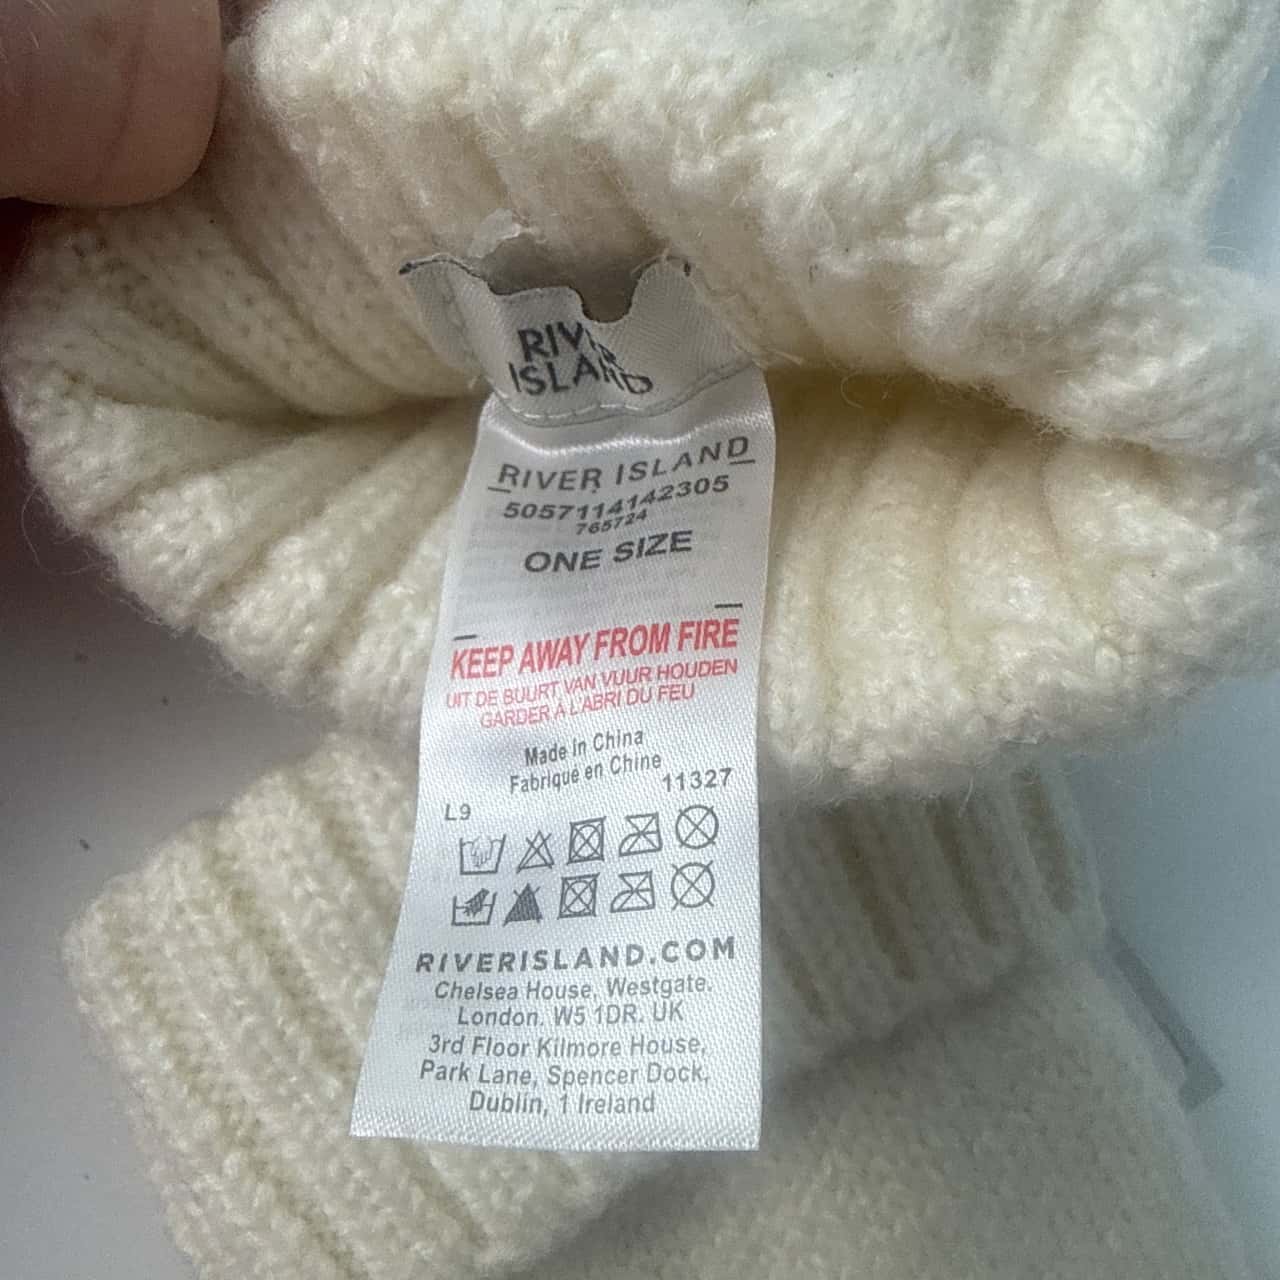 RIVER
ISLAND
RIVER ISLAND
5057114142305
765724
ONE SIZE
KEEP AWAY FROM FIRE
UIT DE BUURT VAN VUUR HOUDEN
GARDER À L'ABRI DU FEU
Made in China
Fabriqué en Chine
11327
L9
RIVERISLAND.COM
Chelsea House, Westgate.
London. W5 1DR. UK
3rd Floor Kilmore House,
Park Lane, Spencer Dock,
Dublin, 1 Ireland